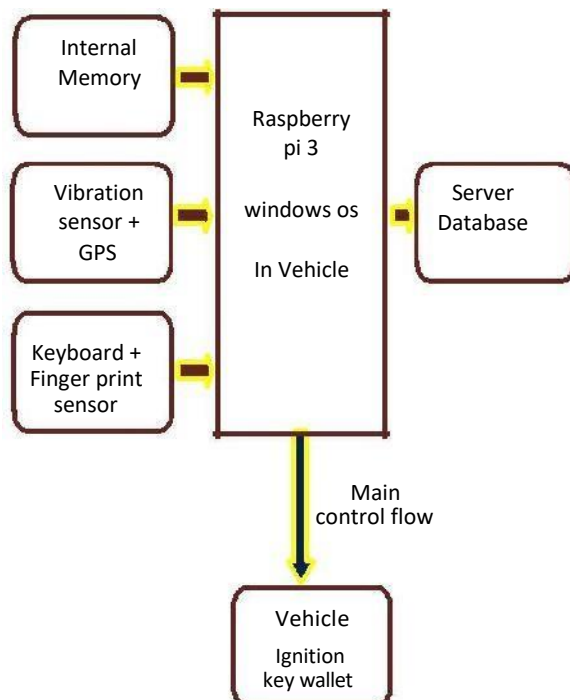 Internal
Memory
Vibration
sensor +
GPS
Keyboard +
Finger print
sensor
Raspberry
pi 3
windows os
In Vehicle
Server
Database
Main
control flow
Vehicle
Ignition
key wallet